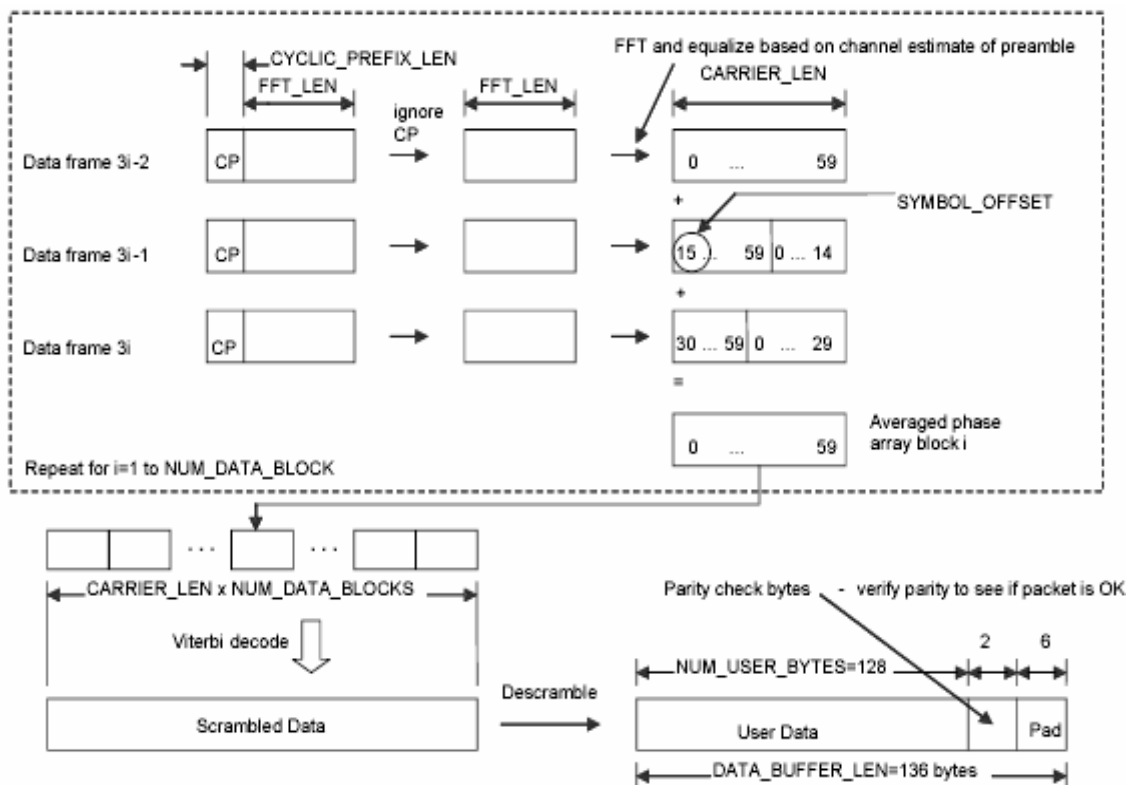 FFT and equalize based on channel estimate of preamble
CYCLIC_PREFIX_LEN
CARRIER_LEN
FFT_LEN
ignore
CP
FFT_LEN
Data frame 3i-2
CP
0 ... 59
+
SYMBOL_OFFSET
Data frame 3i-1
CP
15 ... 59 0 ... 14
+
Data frame 3i
CP
30 ... 59 0 ... 29
=
Averaged phase
array block i
0 ... 59
Repeat for i=1 to NUM_DATA_BLOCK
... ...
CARRIER_LEN x NUM_DATA_BLOCKS
Parity check bytes - verify parity to see if packet is OK
Viterbi decode
2 6
NUM_USER_BYTES=128
Descramble
Scrambled Data
User Data
Pad
DATA_BUFFER_LEN=136 bytes